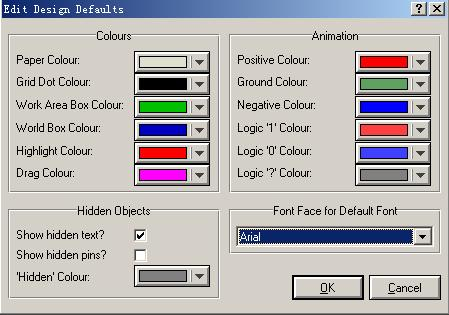 Edit Design Defaults
Colours
Paper Colour:
Grid Dot Colour:
Work Area Box Colour:
World Box Colour:
Highlight Colour:
Drag Colour:
Animation
Positive Colour:
Ground Colour:
Negative Colour:
Logic '1' Colour:
Logic '0' Colour:
Logic '?' Colour:
Hidden Objects
Show hidden text?
Show hidden pins?
'Hidden' Colour:
Font Face for Default Font
Arial
OK
Cancel